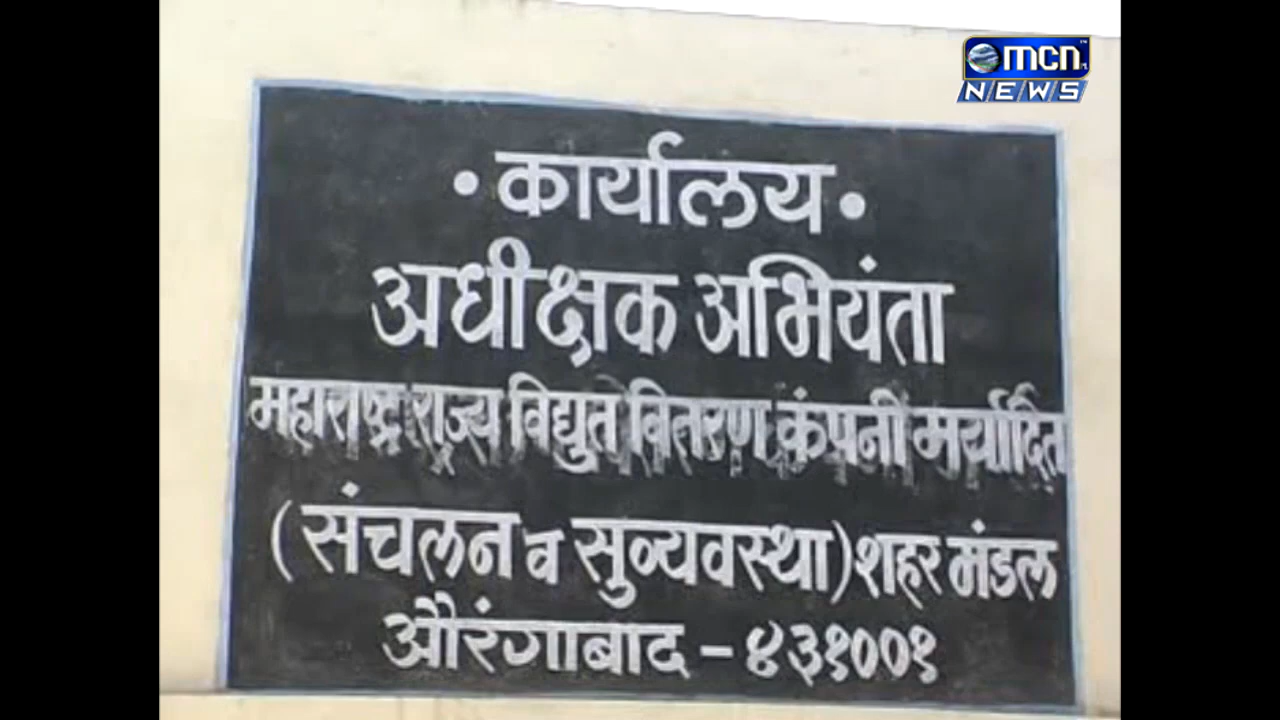 mcn
NEWS
• कार्यालय •
अधीक्षक अभियंता
महाराष्ट्र राज्य विद्युत वितरण कंपनी मर्यादित
(संचलन व सुव्यवस्था) शहर मंडल
औरंगाबाद - ४३१००१